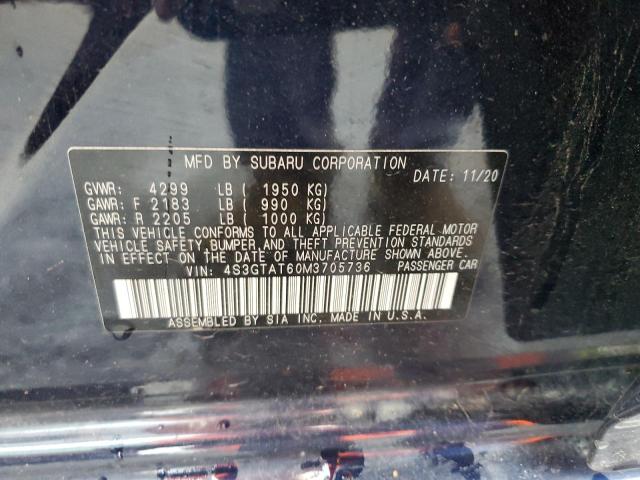 MFD BY SUBARU CORPORATION
DATE: 11/20
GVWR: 4299 LB ( 1950 KG)
GAWR: F 2183 LB ( 990 KG)
GAWR: R 2205 LB ( 1000 KG)
THIS VEHICLE CONFORMS TO ALL APPLICABLE FEDERAL MOTOR
VEHICLE SAFETY, BUMPER, AND THEFT PREVENTION STANDARDS
IN EFFECT ON THE DATE OF MANUFACTURE SHOWN ABOVE.
VIN: 4S3GTAT60M3705736 PASSENGER CAR
ASSEMBLED BY SIA INC. MADE IN U.S.A.